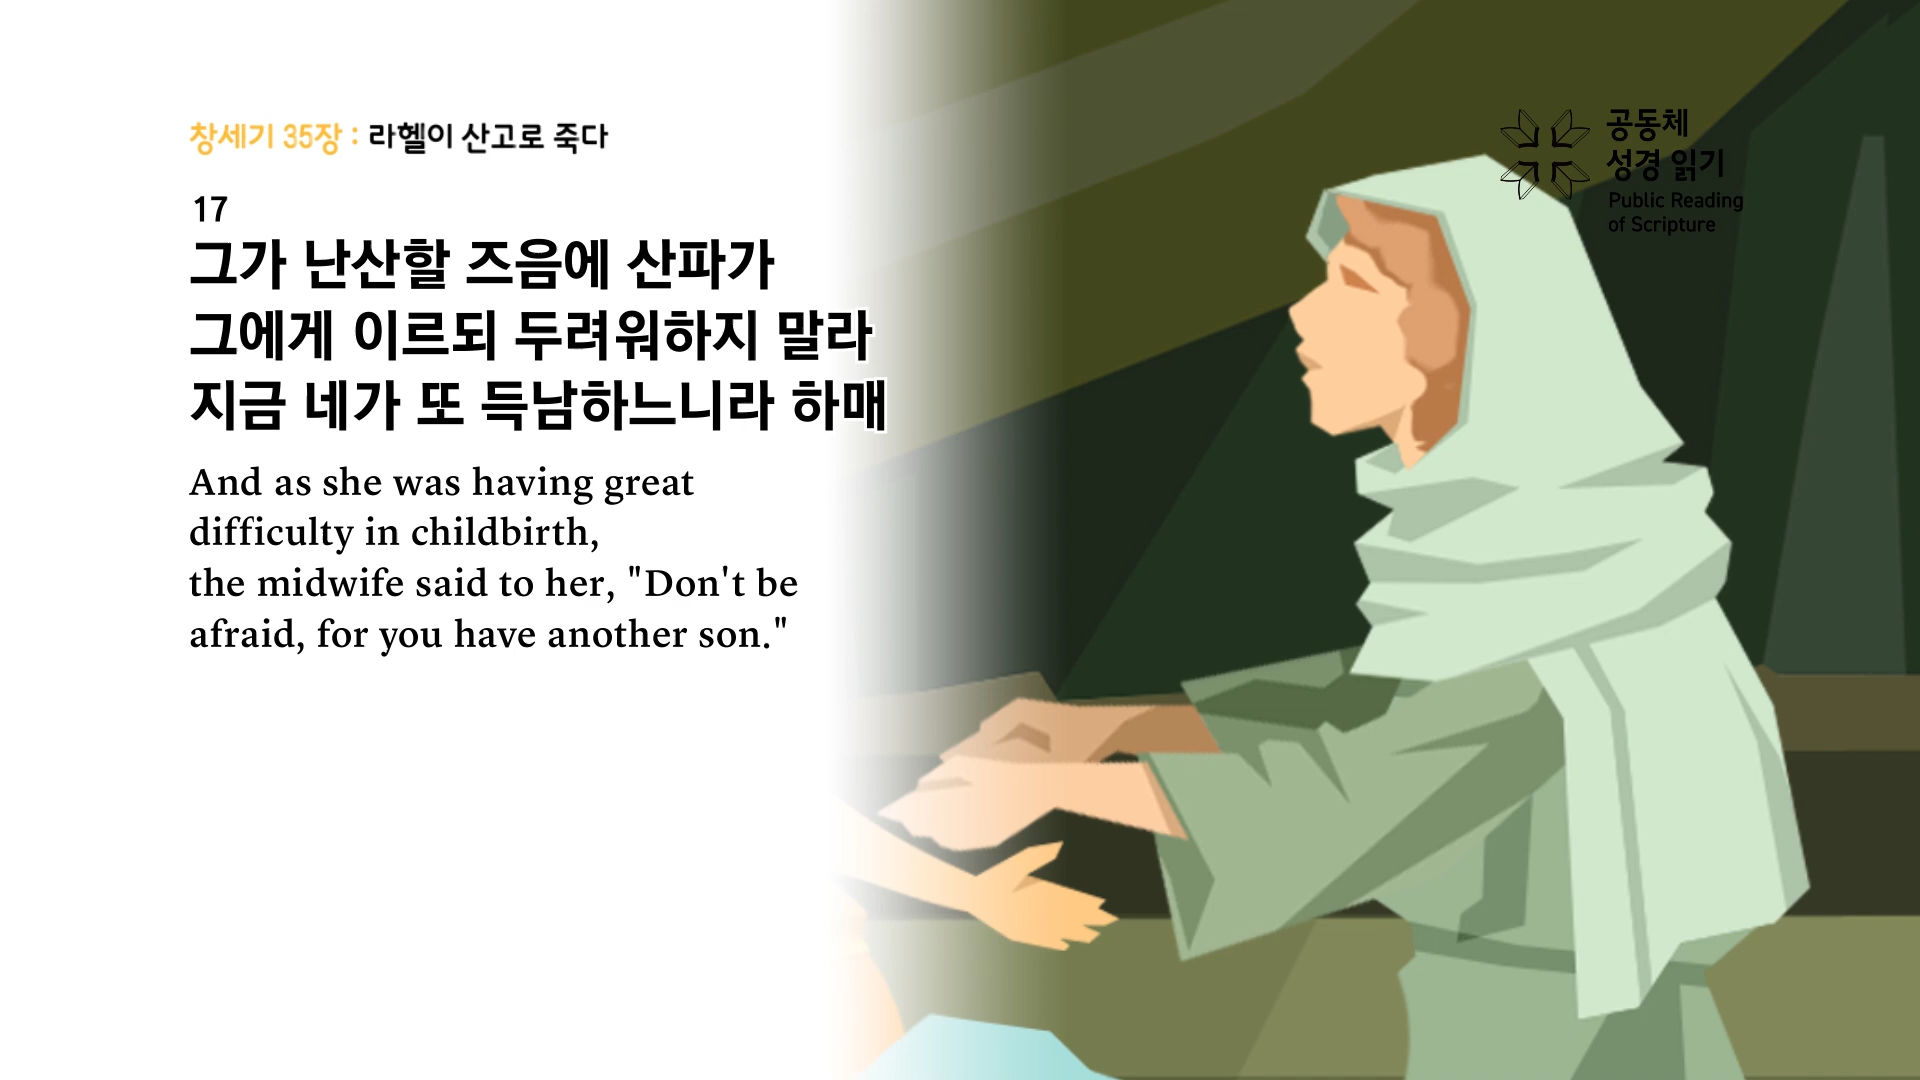 창세기 35장 : 라헬이 산고로 죽다
17
그가 난산할 즈음에 산파가
그에게 이르되 두려워하지 말라
지금 네가 또 득남하느니라 하매
And as she was having great
difficulty in childbirth,
the midwife said to her, "Don't be
afraid, for you have another son."
공동체
성경 읽기
Public Reading
of Scripture